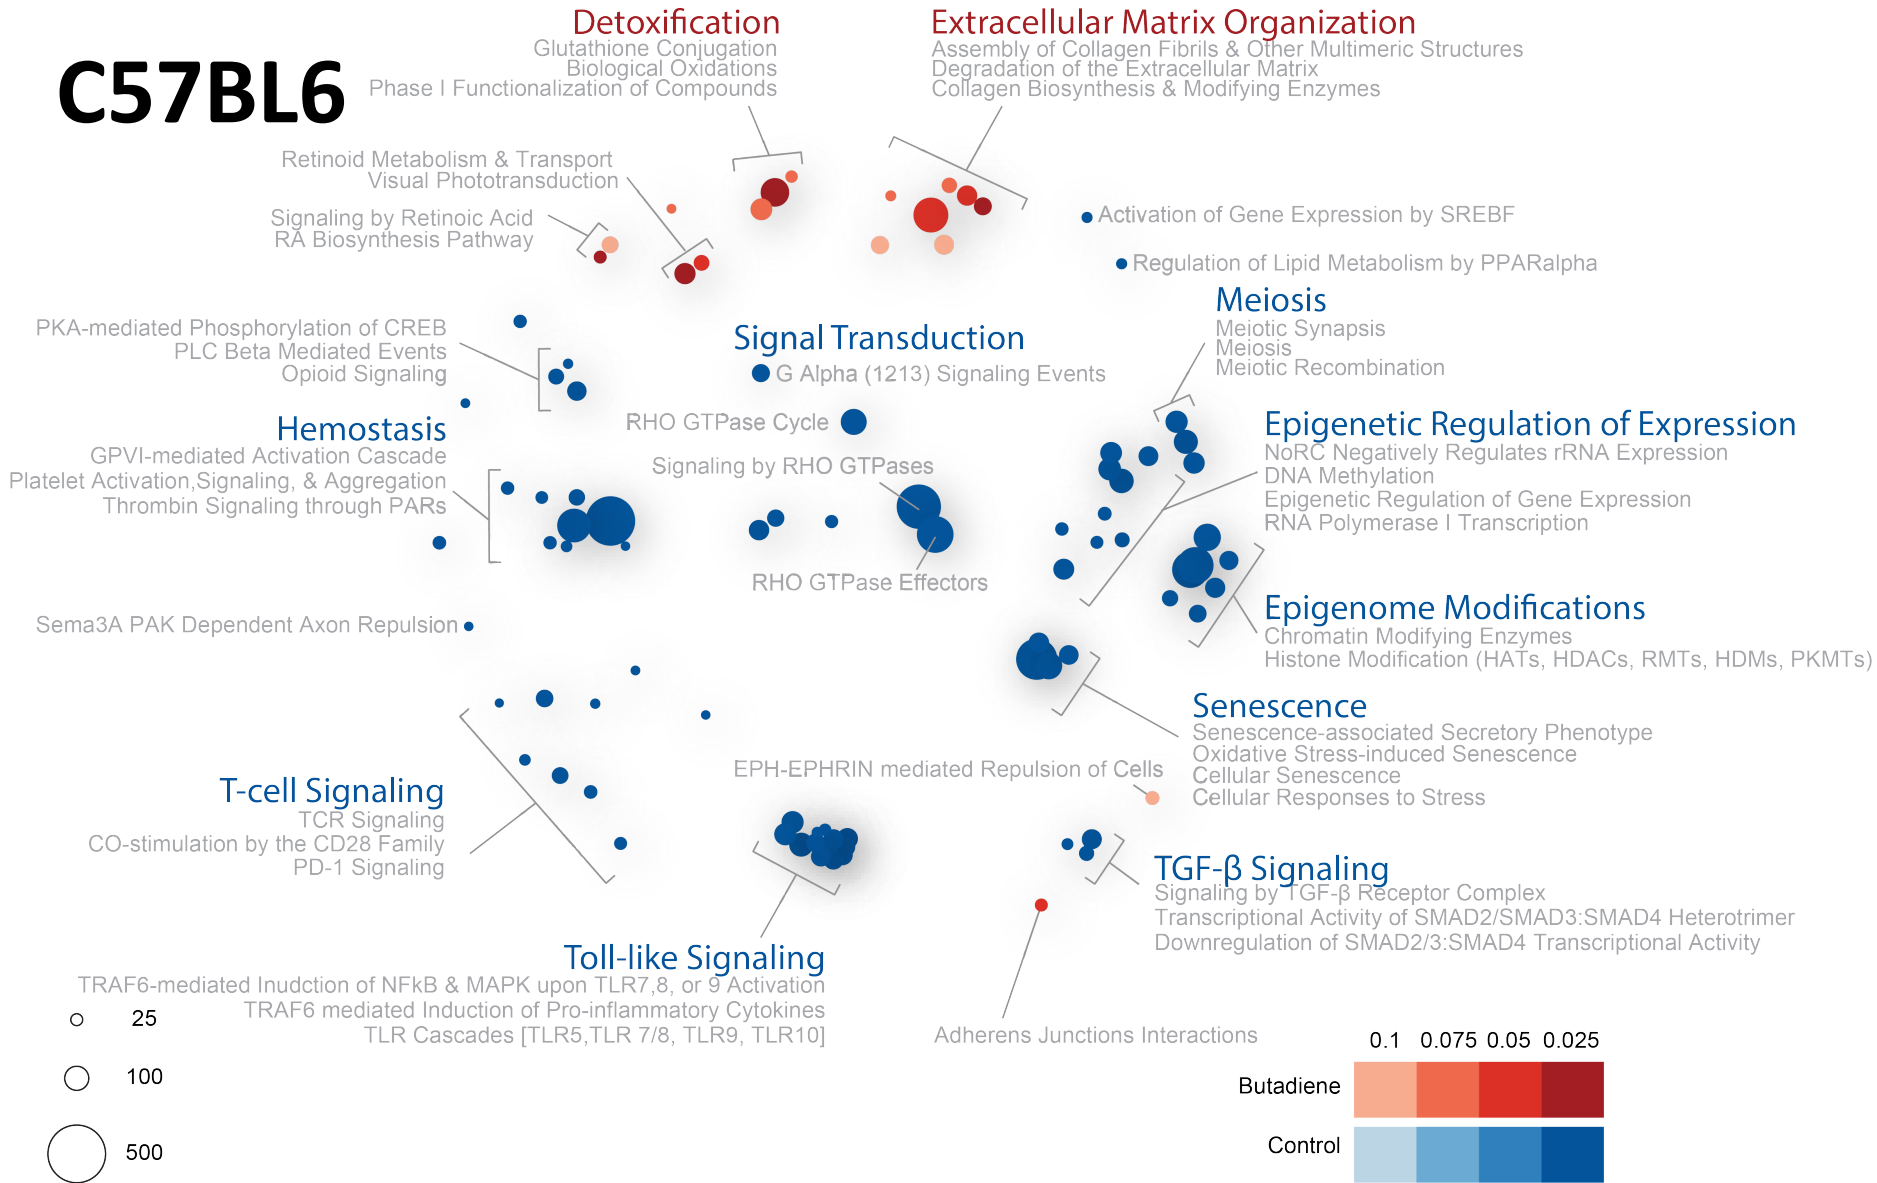 C57BL6
Detoxification
Glutathione Conjugation
Biological Oxidations
Phase I Functionalization of Compounds
Extracellular Matrix Organization
Assembly of Collagen Fibrils & Other Multimeric Structures
Degradation of the Extracellular Matrix
Collagen Biosynthesis & Modifying Enzymes
Retinoid Metabolism & Transport
Visual Phototransduction
Signaling by Retinoic Acid
RA Biosynthesis Pathway
Activation of Gene Expression by SREBF
Regulation of Lipid Metabolism by PPARalpha
PKA-mediated Phosphorylation of CREB
PLC Beta Mediated Events
Opioid Signaling
Signal Transduction
G Alpha (1213) Signaling Events
RHO GTPase Cycle
Signaling by RHO GTPases
RHO GTPase Effectors
Meiosis
Meiotic Synapsis
Meiosis
Meiotic Recombination
Hemostasis
GPVI-mediated Activation Cascade
Platelet Activation,Signaling, & Aggregation
Thrombin Signaling through PARs
Epigenetic Regulation of Expression
NoRC Negatively Regulates rRNA Expression
DNA Methylation
Epigenetic Regulation of Gene Expression
RNA Polymerase I Transcription
Epigenome Modifications
Chromatin Modifying Enzymes
Histone Modification (HATs, HDACs, RMTs, HDMs, PKMTs)
Sema3A PAK Dependent Axon Repulsion
Senescence
Senescence-associated Secretory Phenotype
Oxidative Stress-induced Senescence
Cellular Senescence
Cellular Responses to Stress
EPH-EPHRIN mediated Repulsion of Cells
T-cell Signaling
TCR Signaling
CO-stimulation by the CD28 Family
PD-1 Signaling
TGF-β Signaling
Signaling by TGF-β Receptor Complex
Transcriptional Activity of SMAD2/SMAD3:SMAD4 Heterotrimer
Downregulation of SMAD2/3:SMAD4 Transcriptional Activity
Toll-like Signaling
TRAF6-mediated Inudction of NFkB & MAPK upon TLR7,8, or 9 Activation
TRAF6 mediated Induction of Pro-inflammatory Cytokines
TLR Cascades [TLR5,TLR 7/8, TLR9, TLR10]
Adherens Junctions Interactions
25
100
500
0.1 0.075 0.05 0.025
Butadiene
Control